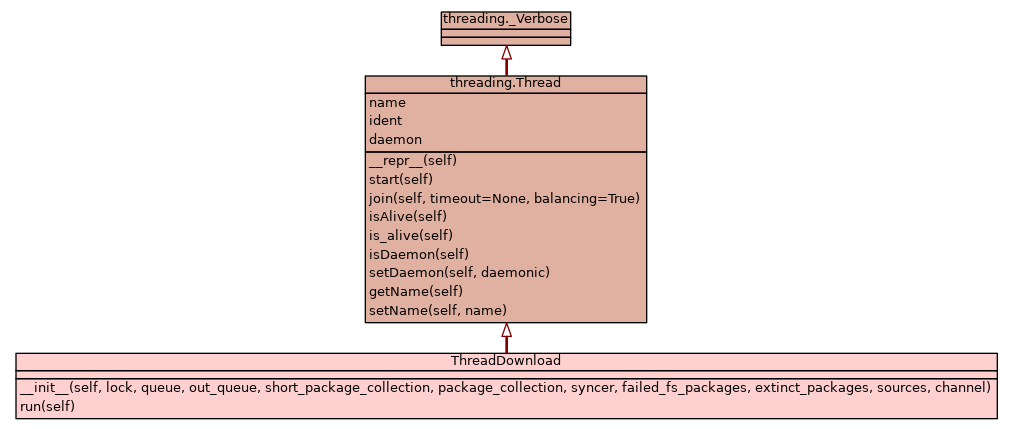 threading._Verbose
threading.Thread
name
ident
daemon
__repr__(self)
start(self)
join(self, timeout=None, balancing=True)
isAlive(self)
is_alive(self)
isDaemon(self)
setDaemon(self, daemonic)
getName(self)
setName(self, name)
ThreadDownload
__init__(self, lock, queue, out_queue, short_package_collection, package_collection, syncer, failed_fs_packages, extinct_packages, sources, channel)
run(self)